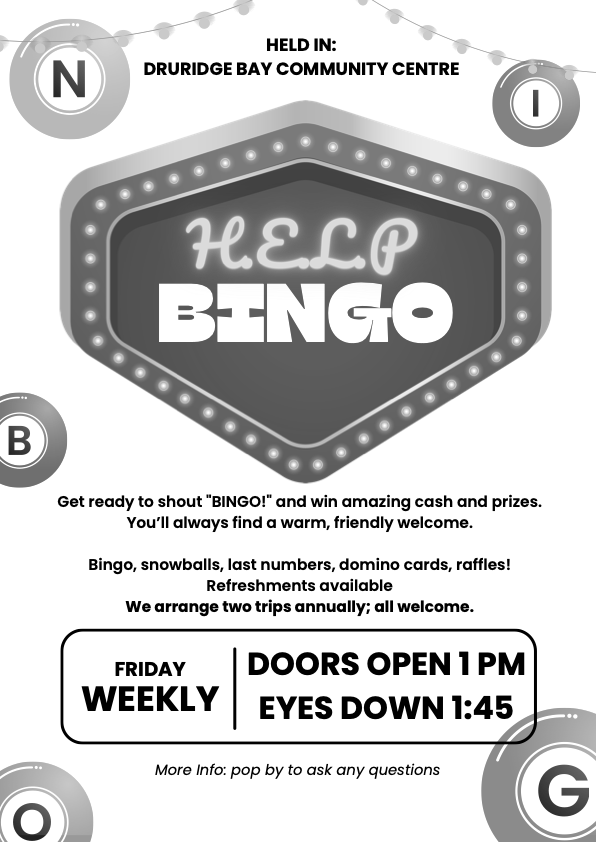 HELD IN:
DRURIDGE BAY COMMUNITY CENTRE
N
I
H.E.L.P
BINGO
B
Get ready to shout "BINGO!" and win amazing cash and prizes.
You’ll always find a warm, friendly welcome.
Bingo, snowballs, last numbers, domino cards, raffles!
Refreshments available
We arrange two trips annually; all welcome.
FRIDAY
WEEKLY
DOORS OPEN 1 PM
EYES DOWN 1:45
More Info: pop by to ask any questions
G
O